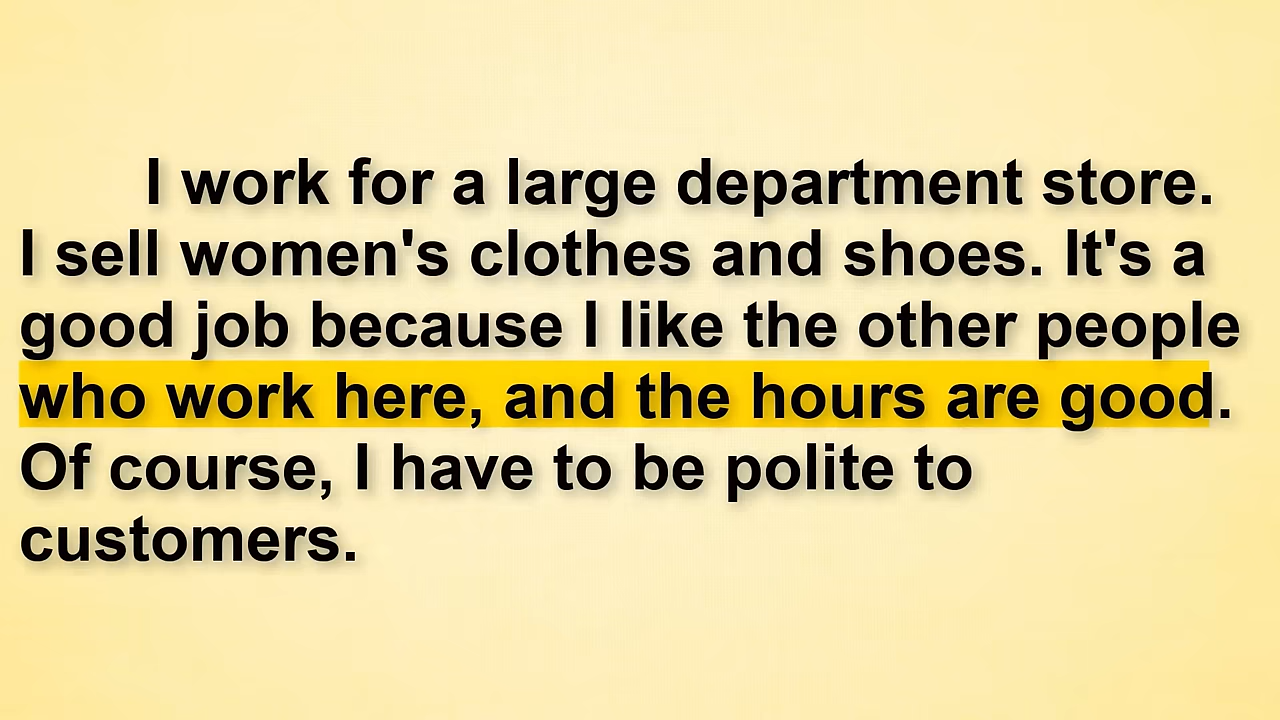 I work for a large department store.
I sell women's clothes and shoes. It's a
good job because I like the other people
who work here, and the hours are good.
Of course, I have to be polite to
customers.